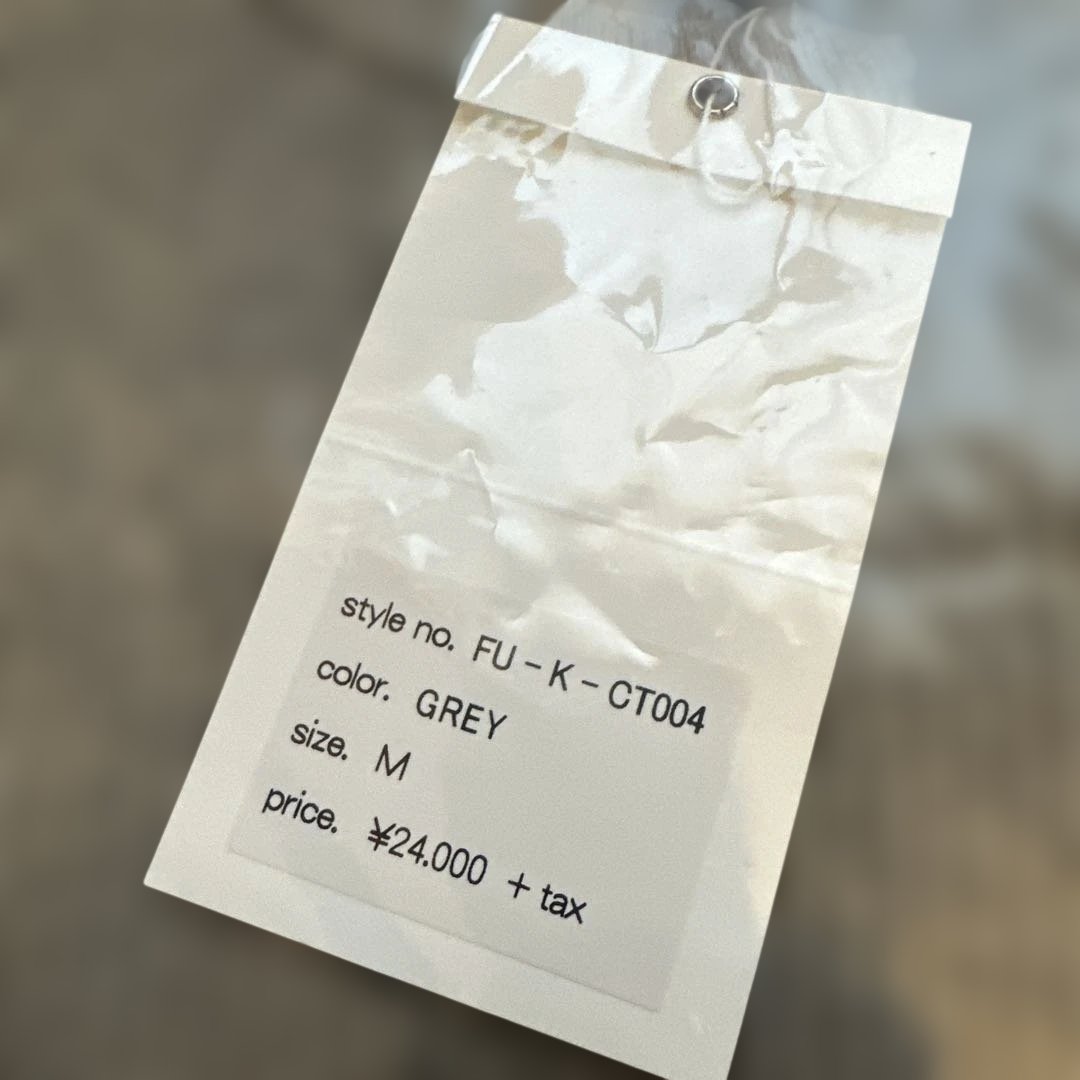 style no. FU-K-CT004
color. GREY
size. M
price. ¥24.000 + tax